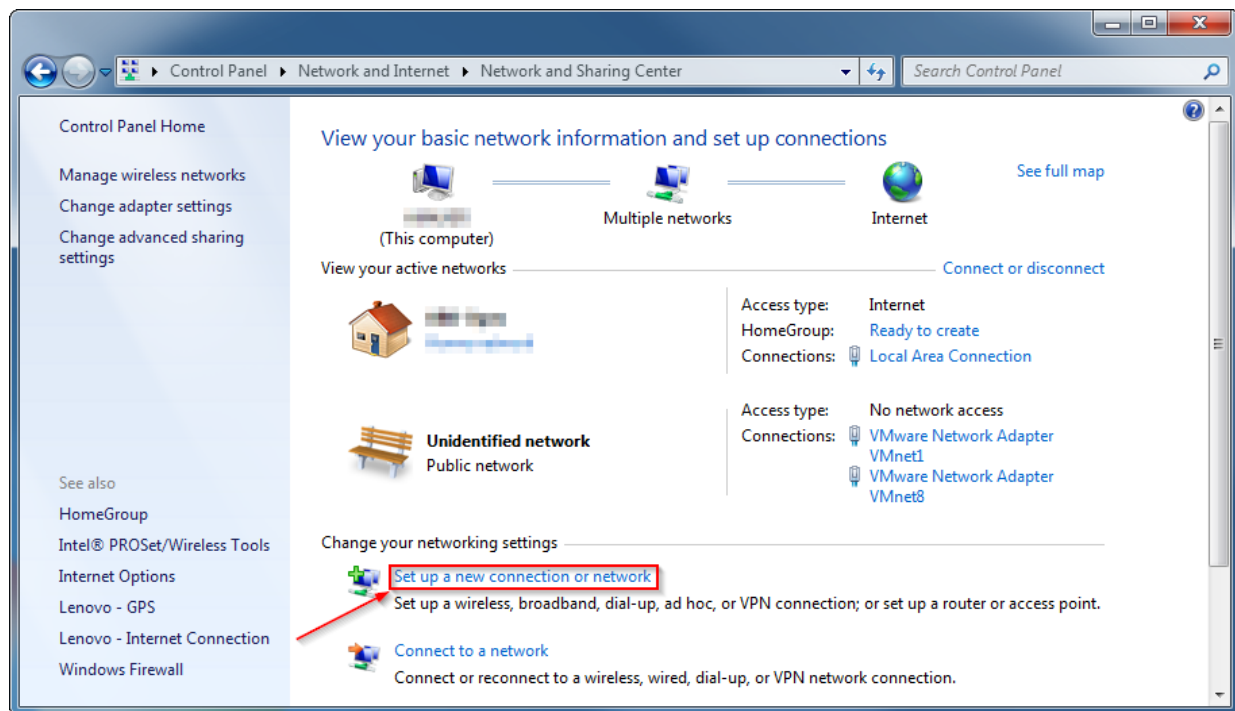 Control Panel ▸ Network and Internet ▸ Network and Sharing Center
Search Control Panel
Control Panel Home
Manage wireless networks
Change adapter settings
Change advanced sharing
settings
See also
HomeGroup
Intel® PROSet/Wireless Tools
Internet Options
Lenovo - GPS
Lenovo - Internet Connection
Windows Firewall
View your basic network information and set up connections
See full map
(This computer)
Multiple networks
Internet
View your active networks
Connect or disconnect
Access type: Internet
HomeGroup: Ready to create
Connections: Local Area Connection
Unidentified network
Public network
Access type: No network access
Connections: VMware Network Adapter
VMnet1
VMware Network Adapter
VMnet8
Change your networking settings
Set up a new connection or network
Set up a wireless, broadband, dial-up, ad hoc, or VPN connection; or set up a router or access point.
Connect to a network
Connect or reconnect to a wireless, wired, dial-up, or VPN network connection.